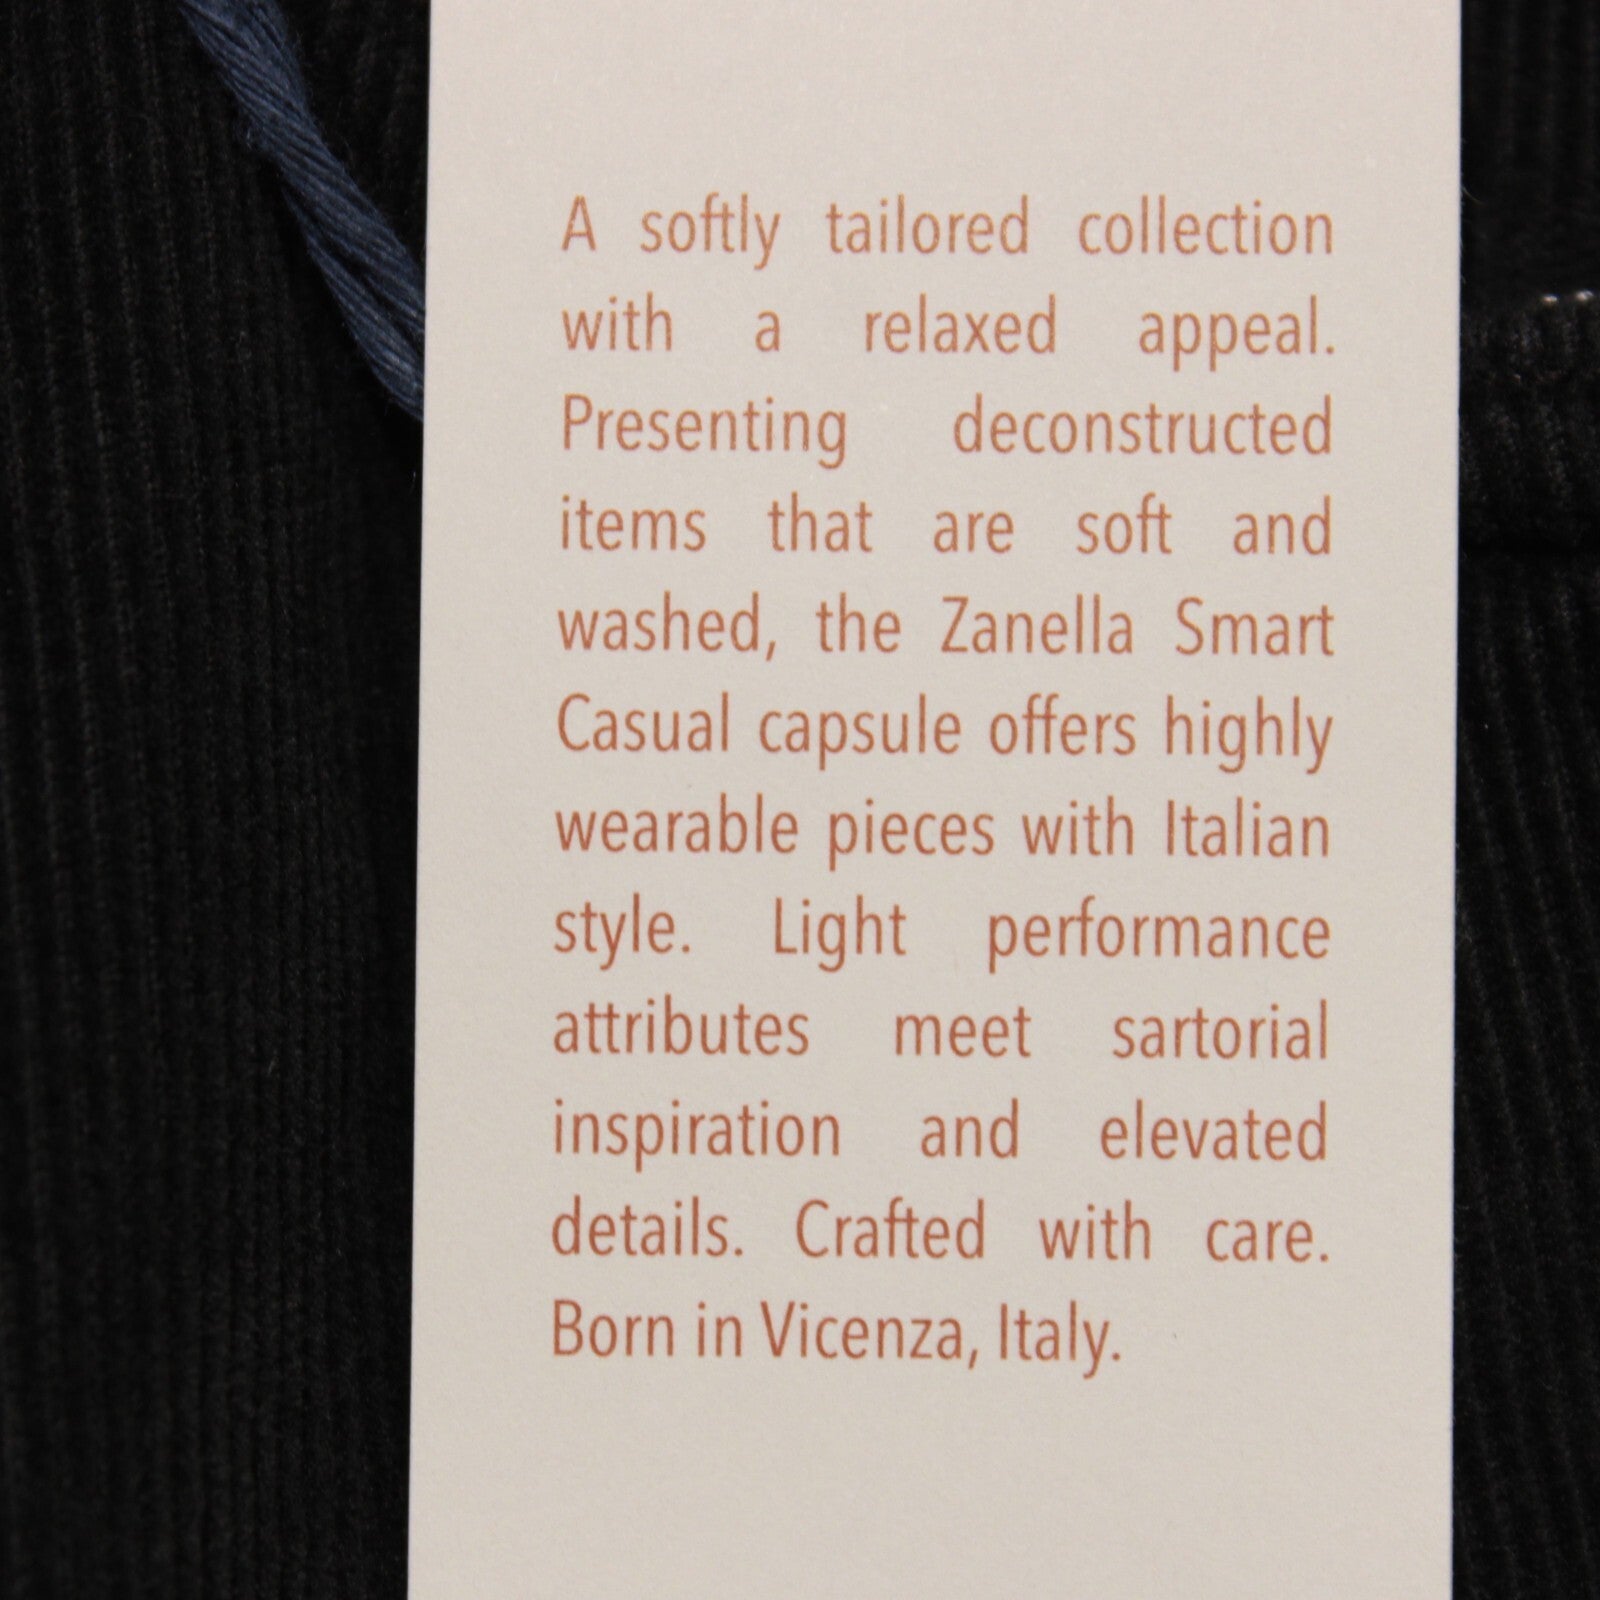 A softly tailored collection
with a relaxed appeal.
Presenting deconstructed
items that are soft and
washed, the Zanella Smart
Casual capsule offers highly
wearable pieces with Italian
style. Light performance
attributes meet sartorial
inspiration and elevated
details. Crafted with care.
Born in Vicenza, Italy.